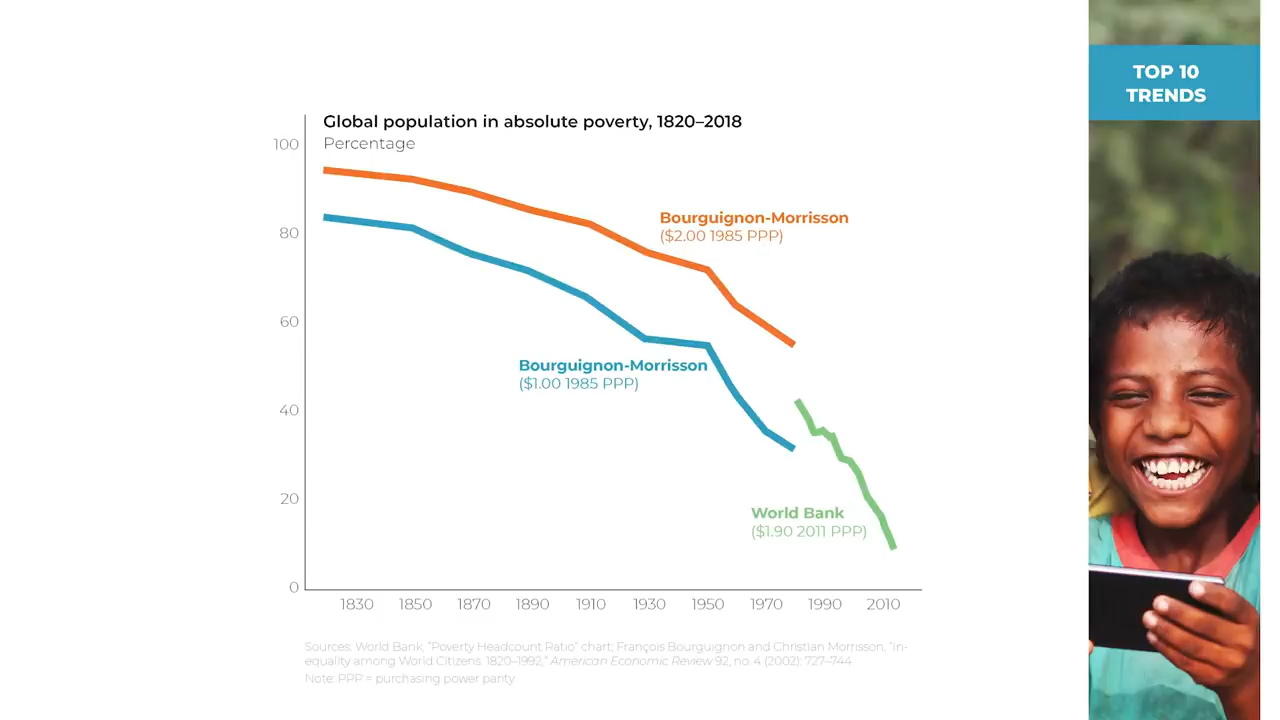 TOP 10
TRENDS
Global population in absolute poverty, 1820–2018
Percentage
100
80
60
40
20
0
Bourguignon-Morrisson
($2.00 1985 PPP)
Bourguignon-Morrisson
($1.00 1985 PPP)
World Bank
($1.90 2011 PPP)
1830 1850 1870 1890 1910 1930 1950 1970 1990 2010
Sources: World Bank, “Poverty Headcount Ratio” chart; François Bourguignon and Christian Morrisson, “In-
equality among World Citizens: 1820–1992,” American Economic Review 92, no. 4 (2002): 727–744
Note: PPP = purchasing power parity